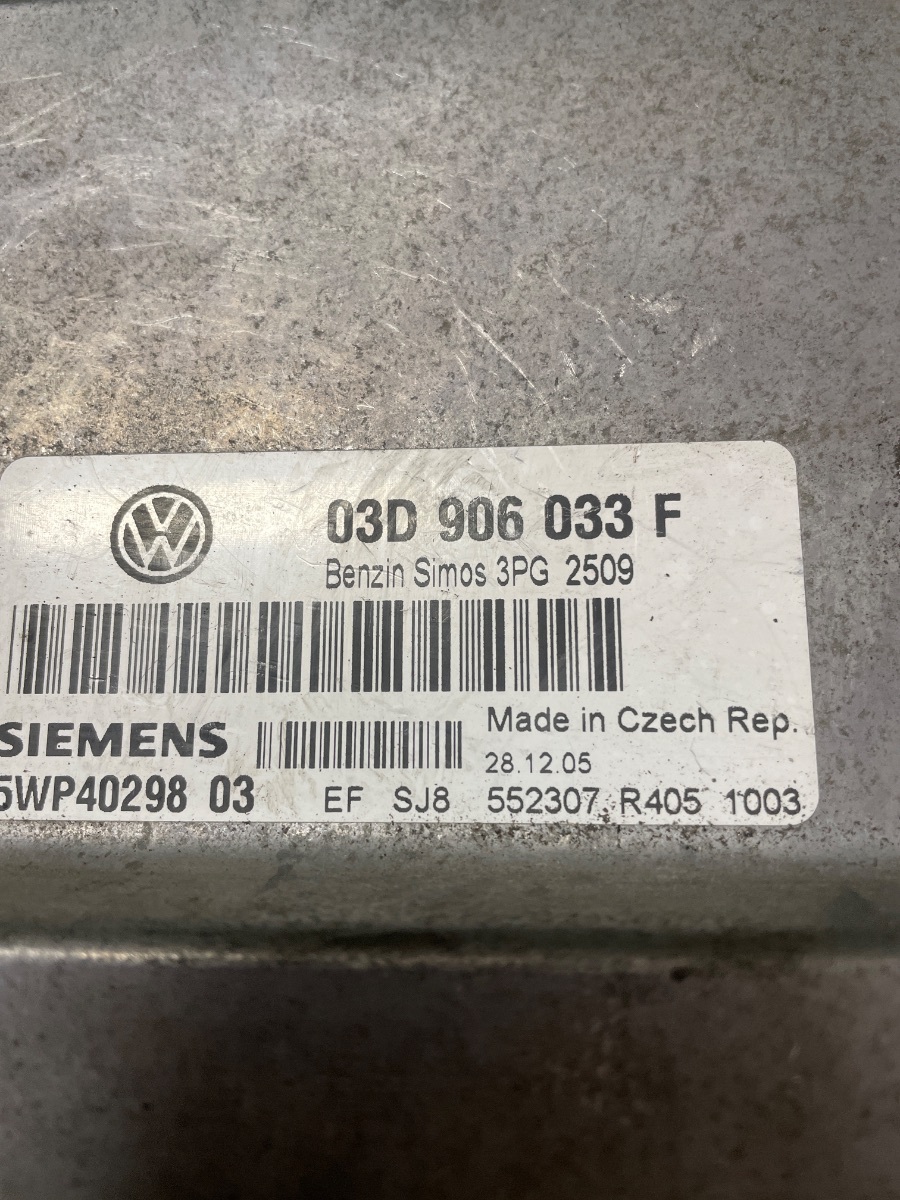 03D 906 033 F
Benzin Simos 3PG 2509
SIEMENS
Made in Czech Rep.
28.12.05
5WP40298 03 EF SJ8 552307 R405 1003